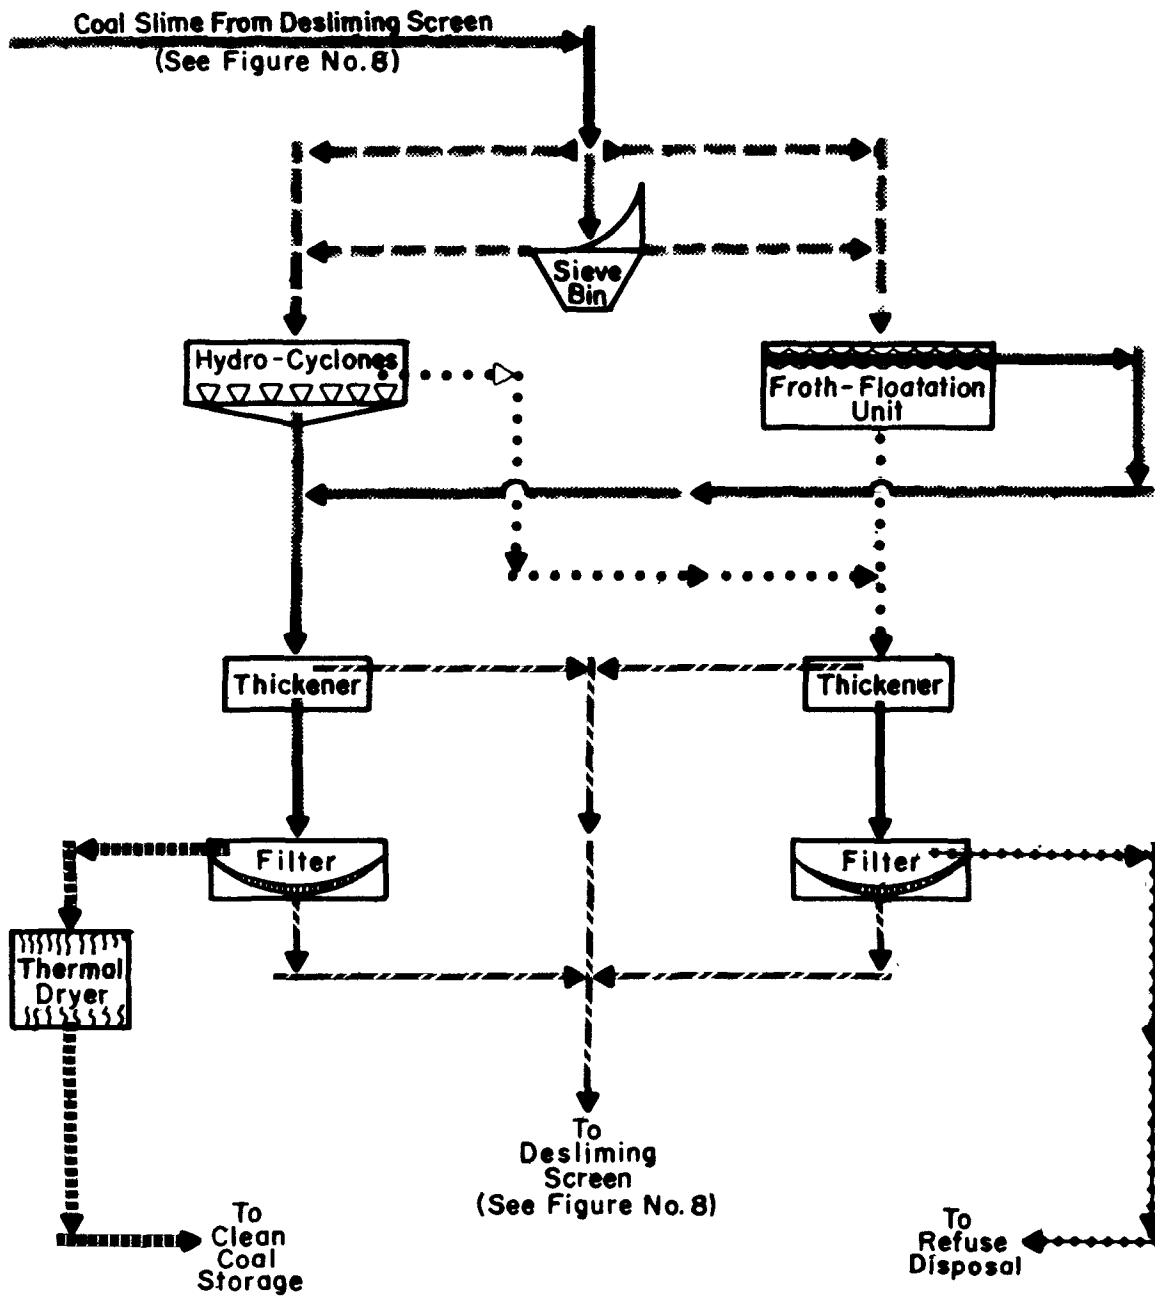 Coal Slime From Desliming Screen
(See Figure No. 8)
Sieve
Bin
Hydro-Cyclones
Froth-Floatation
Unit
Thickener
Thickener
Filter
Filter
Thermal
Dryer
To
Desliming
Screen
(See Figure No. 8)
To
Clean
Coal
Storage
To
Refuse
Disposal